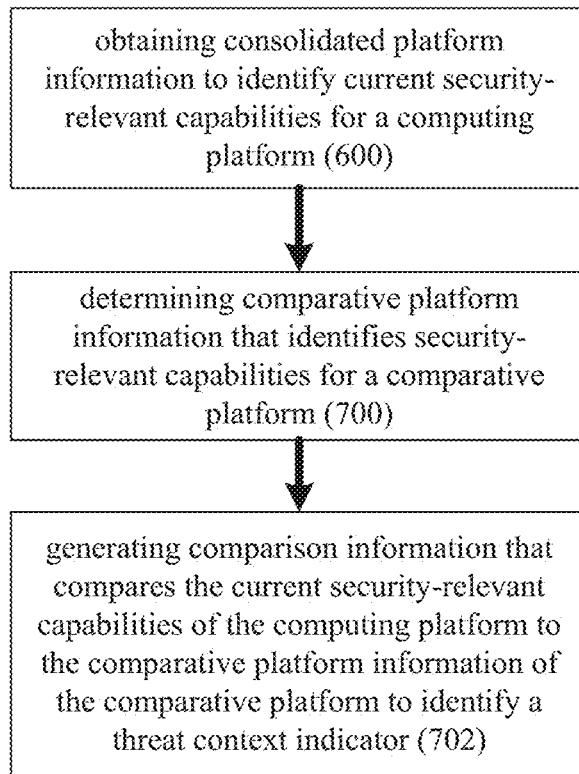 obtaining consolidated platform
information to identify current security-
relevant capabilities for a computing
platform (600)
determining comparative platform
information that identifies security-
relevant capabilities for a comparative
platform (700)
generating comparison information that
compares the current security-relevant
capabilities of the computing platform to
the comparative platform information of
the comparative platform to identify a
threat context indicator (702)